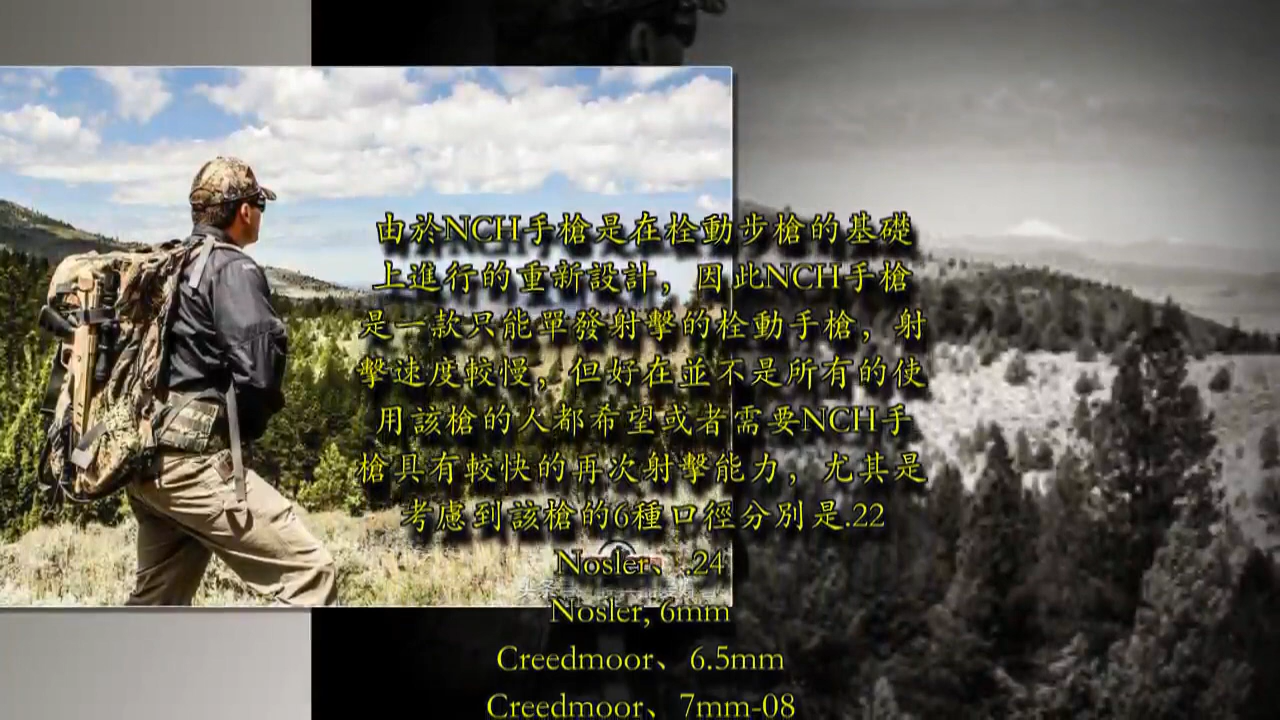 由於NCH手槍是在栓動步槍的基礎
上進行的重新設計，因此NCH手槍
是一款只能單發射擊的栓動手槍，射
擊速度較慢，但好在並不是所有的使
用該槍的人都希望或者需要NCH手
槍具有較快的再次射擊能力，尤其是
考慮到該槍的6種口徑分別是.22
Nosler、.24
Nosler, 6mm
Creedmoor、6.5mm
Creedmoor、7mm-08